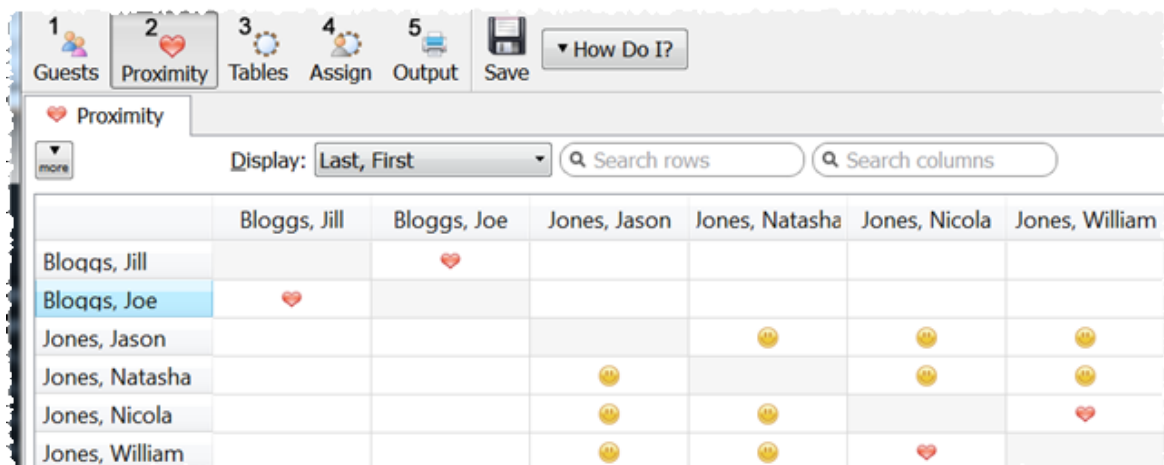 1 2 3 4 5
Guests Proximity Tables Assign Output Save ▼ How Do I?
Proximity
▼ more Display: Last, First Search rows Search columns
Bloggs, Jill Bloggs, Joe Jones, Jason Jones, Natasha Jones, Nicola Jones, William
Bloggs, Jill
Bloggs, Joe
Jones, Jason
Jones, Natasha
Jones, Nicola
Jones, William